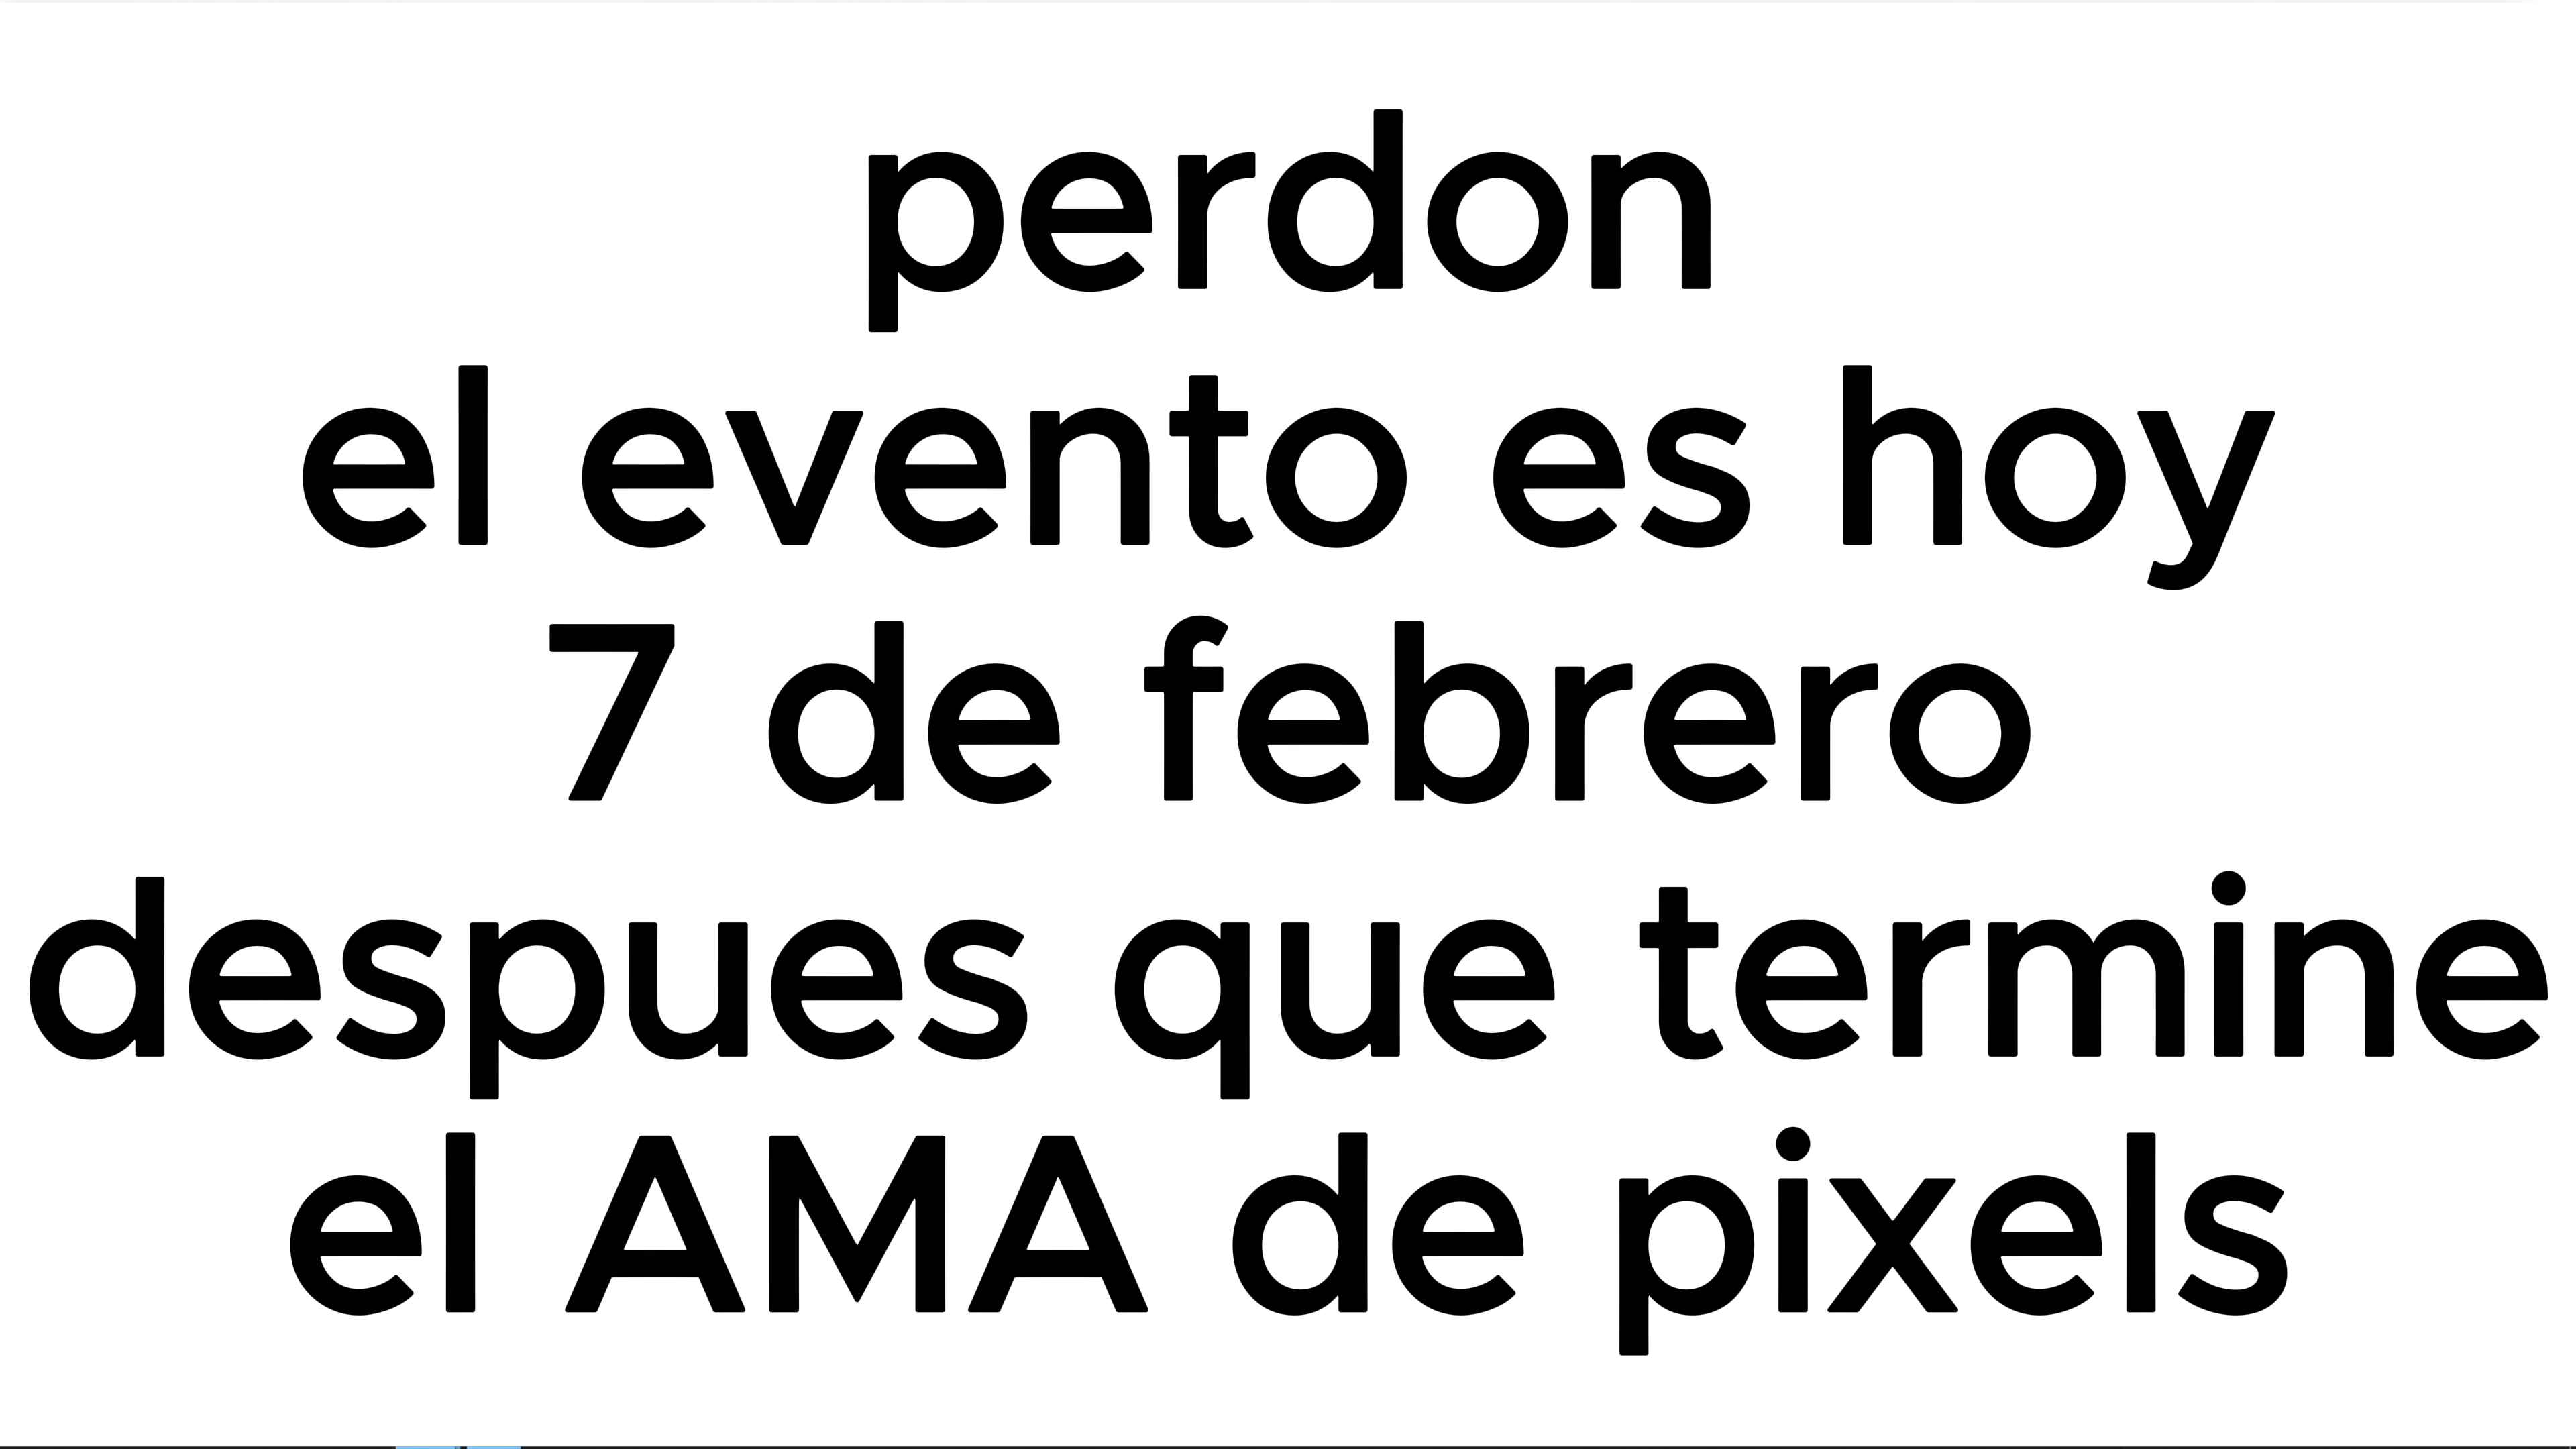 perdon
el evento es hoy
7 de febrero
despues que termine
el AMA de pixels